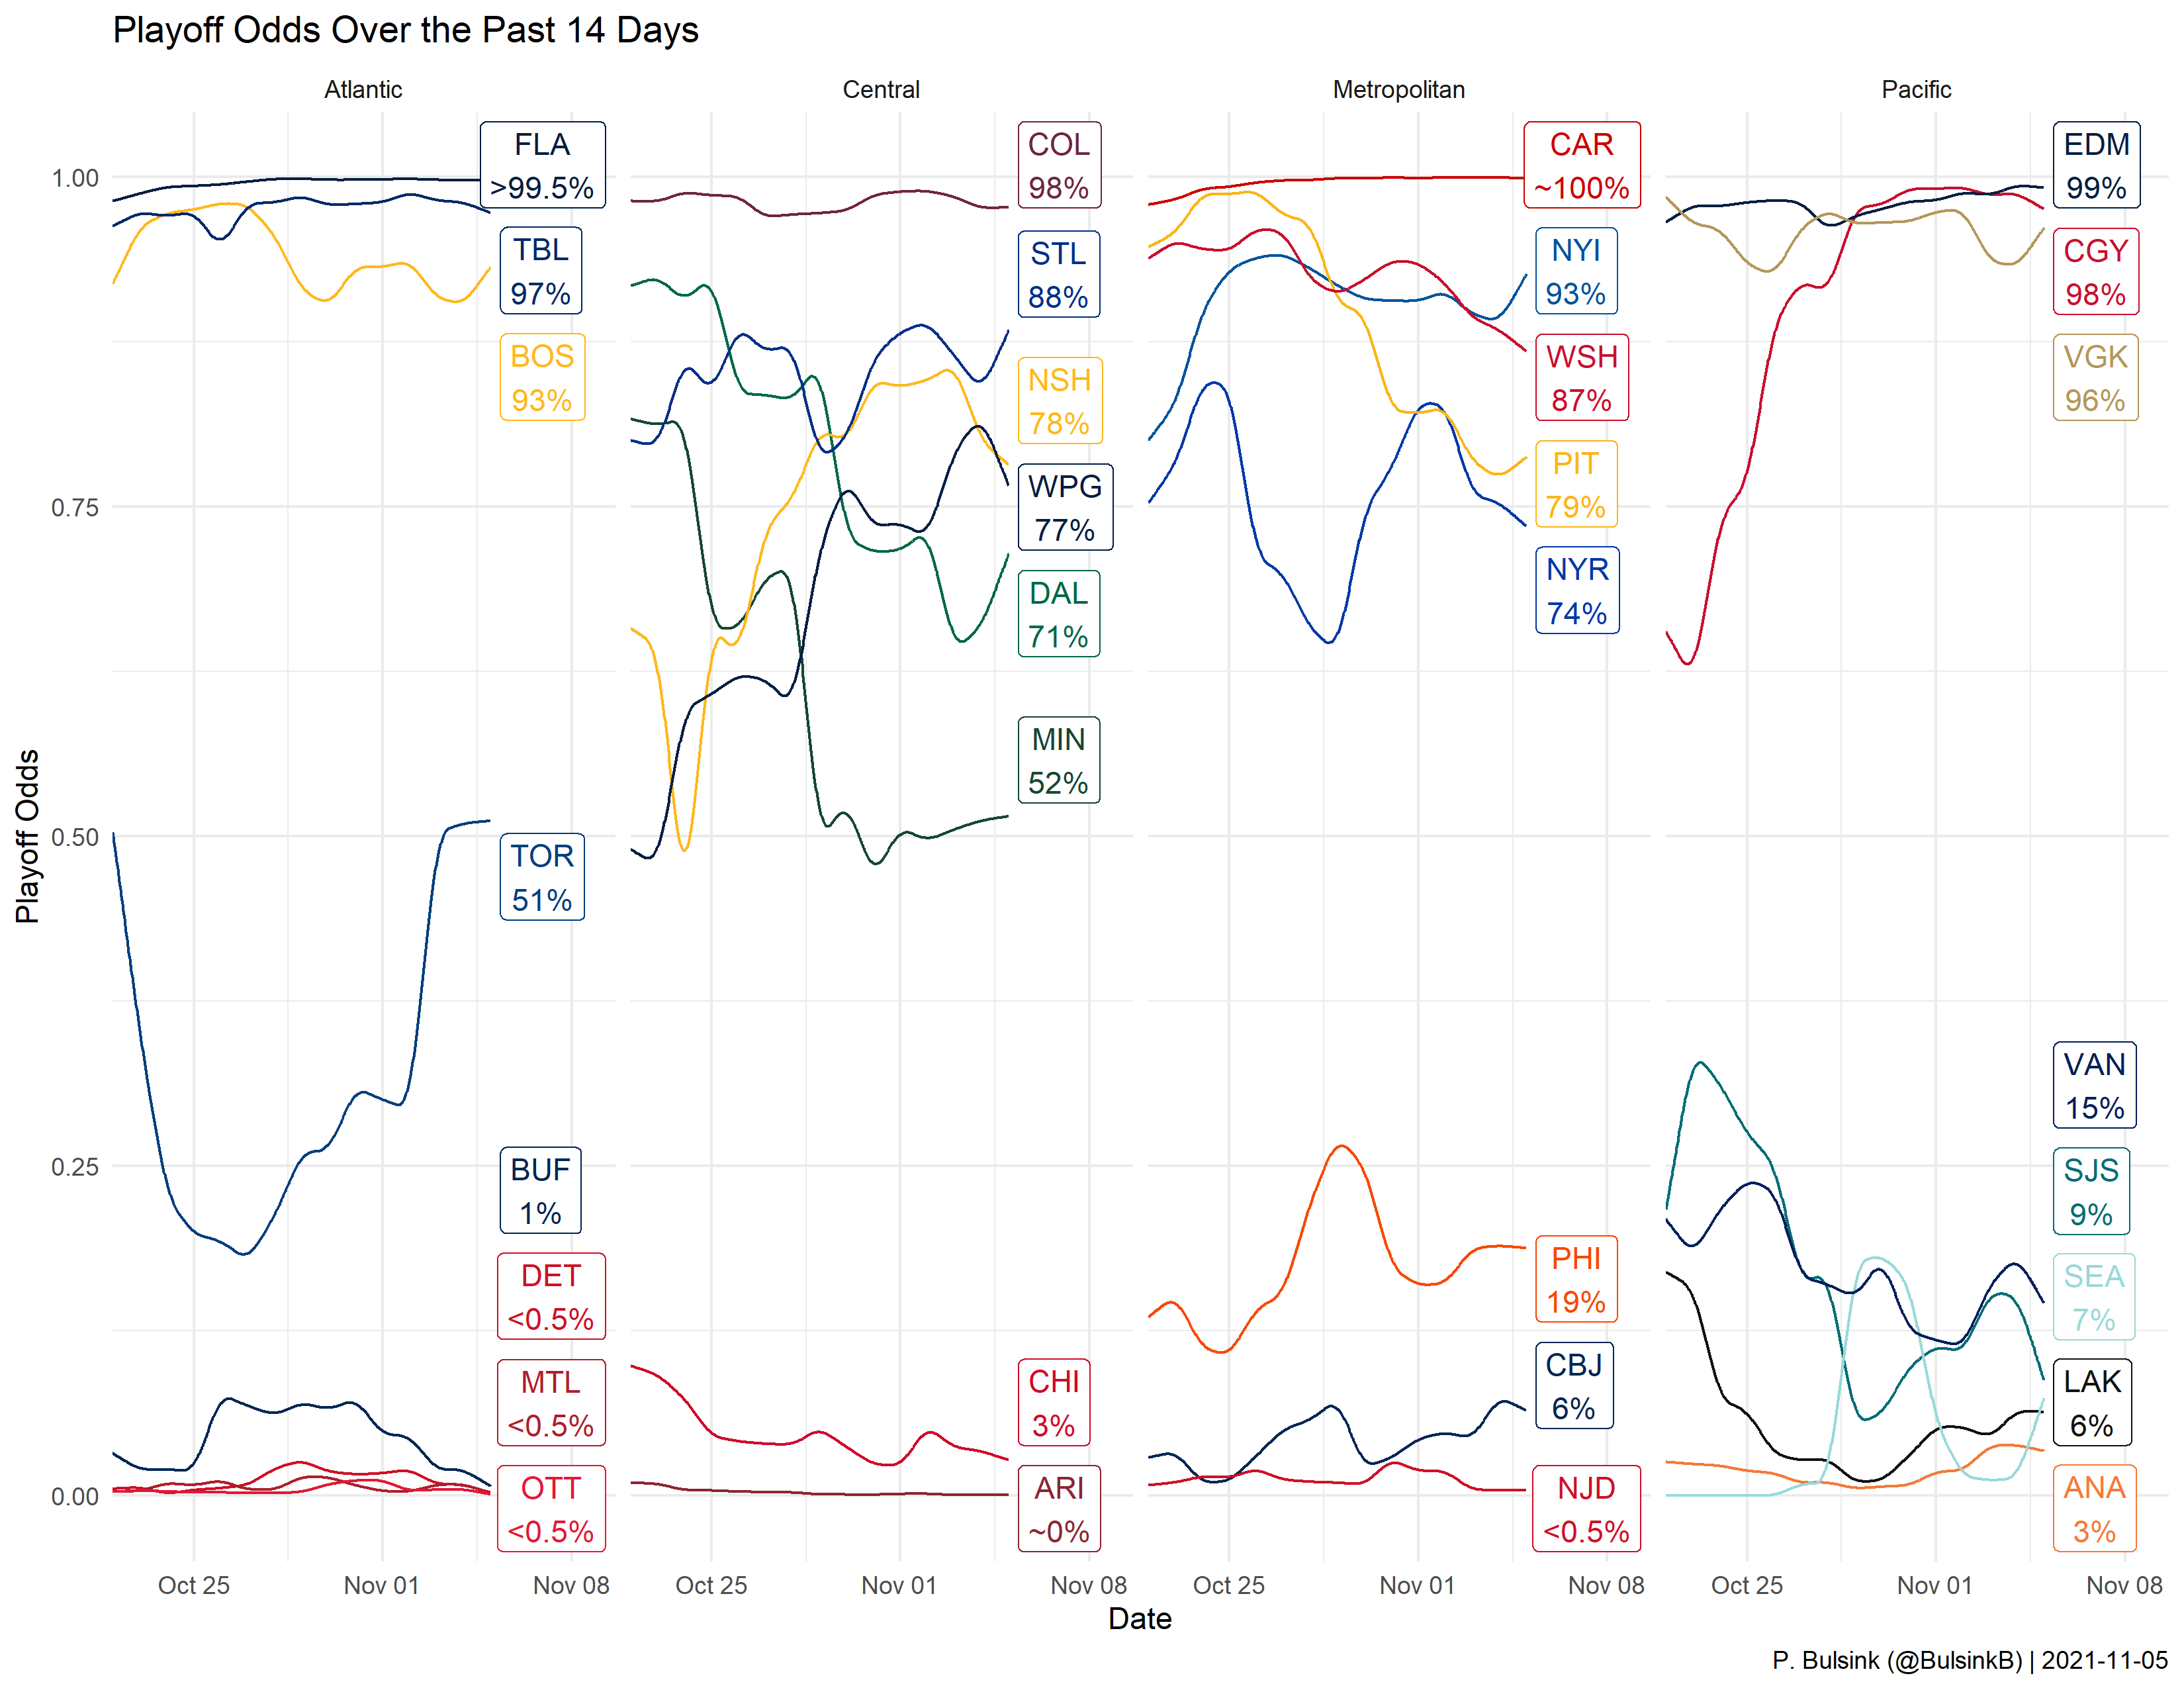 Playoff Odds Over the Past 14 Days
Atlantic
Central
Metropolitan
Pacific
Playoff Odds
1.00
0.75
0.50
0.25
0.00
FLA
>99.5%
TBL
97%
BOS
93%
TOR
51%
BUF
1%
DET
<0.5%
MTL
<0.5%
OTT
<0.5%
COL
98%
STL
88%
NSH
78%
WPG
77%
DAL
71%
MIN
52%
CHI
3%
ARI
~0%
CAR
~100%
NYI
93%
WSH
87%
PIT
79%
NYR
74%
PHI
19%
CBJ
6%
NJD
<0.5%
EDM
99%
CGY
98%
VGK
96%
VAN
15%
SJS
9%
SEA
7%
LAK
6%
ANA
3%
Oct 25 Nov 01 Nov 08
Oct 25 Nov 01 Nov 08
Oct 25 Nov 01 Nov 08
Oct 25 Nov 01 Nov 08
Date
P. Bulsink (@BulsinkB) | 2021-11-05